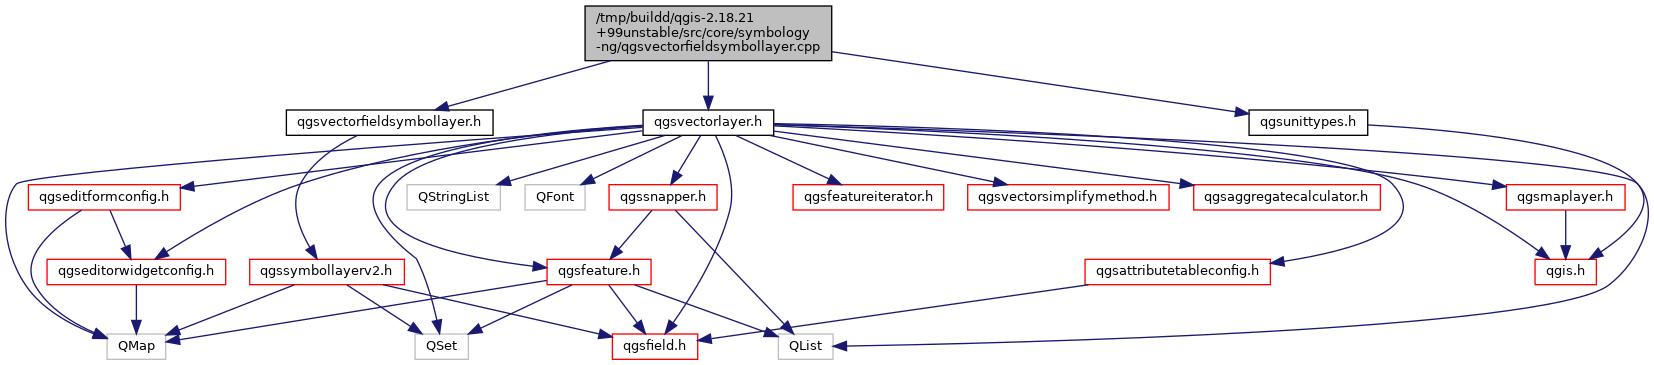 /tmp/buildd/qgis-2.18.21
+99unstable/src/core/symbology
-ng/qgsvectorfieldsymbollayer.cpp
qgsvectorfieldsymbollayer.h
qgsvectorlayer.h
qgsunittypes.h
qgseditformconfig.h
QStringList
QFont
qgssnapper.h
qgsfeatureiterator.h
qgsvectorsimplifymethod.h
qgsaggregatecalculator.h
qgsmaplayer.h
qgseditorwidgetconfig.h
qgssymbollayerv2.h
qgsfeature.h
qgsattributetableconfig.h
qgis.h
QMap
QSet
qgsfield.h
QList